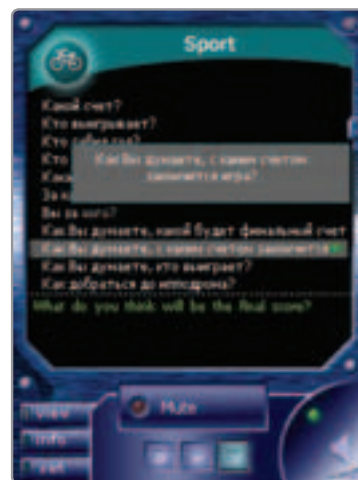 Sport
Какой счет?
Кто выигрывает?
Кто
Как Вы думаете, с каким счетом
закончится игра?
За к
Вы за кого?
Как Вы думаете, какой будет финальный счет
Как Вы думаете, с каким счетом закончится
Как Вы думаете, кто выиграет?
Как добраться до ипподрома?
What do you think will be the final score?
Mute
View
Info